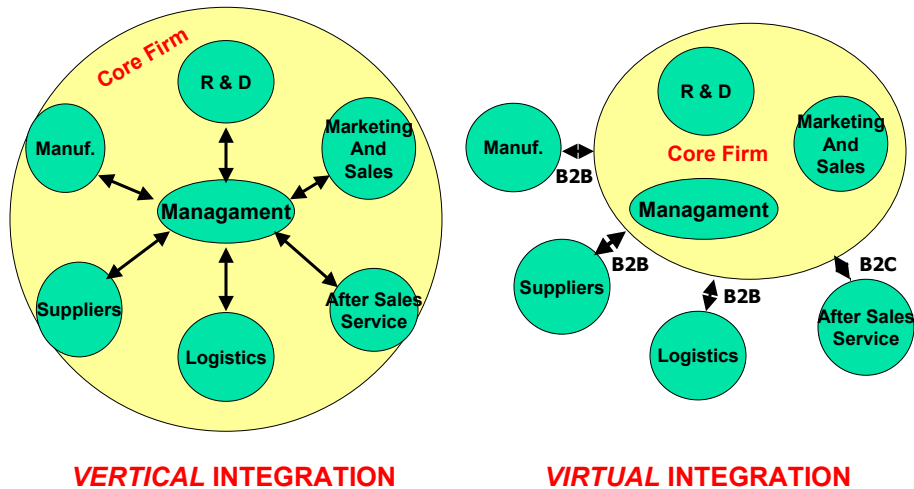 Core Firm
R & D
Manuf.
Marketing
And
Sales
Managament
Suppliers
After Sales
Service
Logistics
VERTICAL INTEGRATION
R & D
Manuf.
B2B
Core Firm
Marketing
And
Sales
Managament
B2B
Suppliers
B2B
B2C
Logistics
After Sales
Service
VIRTUAL INTEGRATION